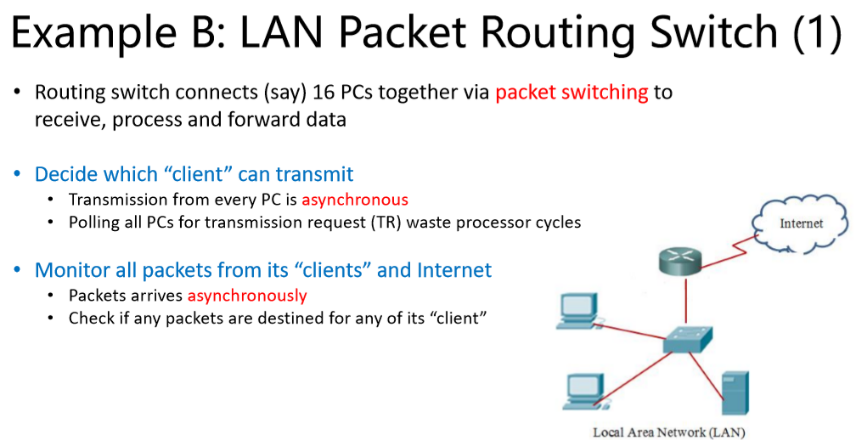 Example B: LAN Packet Routing Switch (1)
• Routing switch connects (say) 16 PCs together via packet switching to
receive, process and forward data
• Decide which “client” can transmit
• Transmission from every PC is asynchronous
• Polling all PCs for transmission request (TR) waste processor cycles
• Monitor all packets from its “clients” and Internet
• Packets arrives asynchronously
• Check if any packets are destined for any of its “client”
Internet
Local Area Network (LAN)